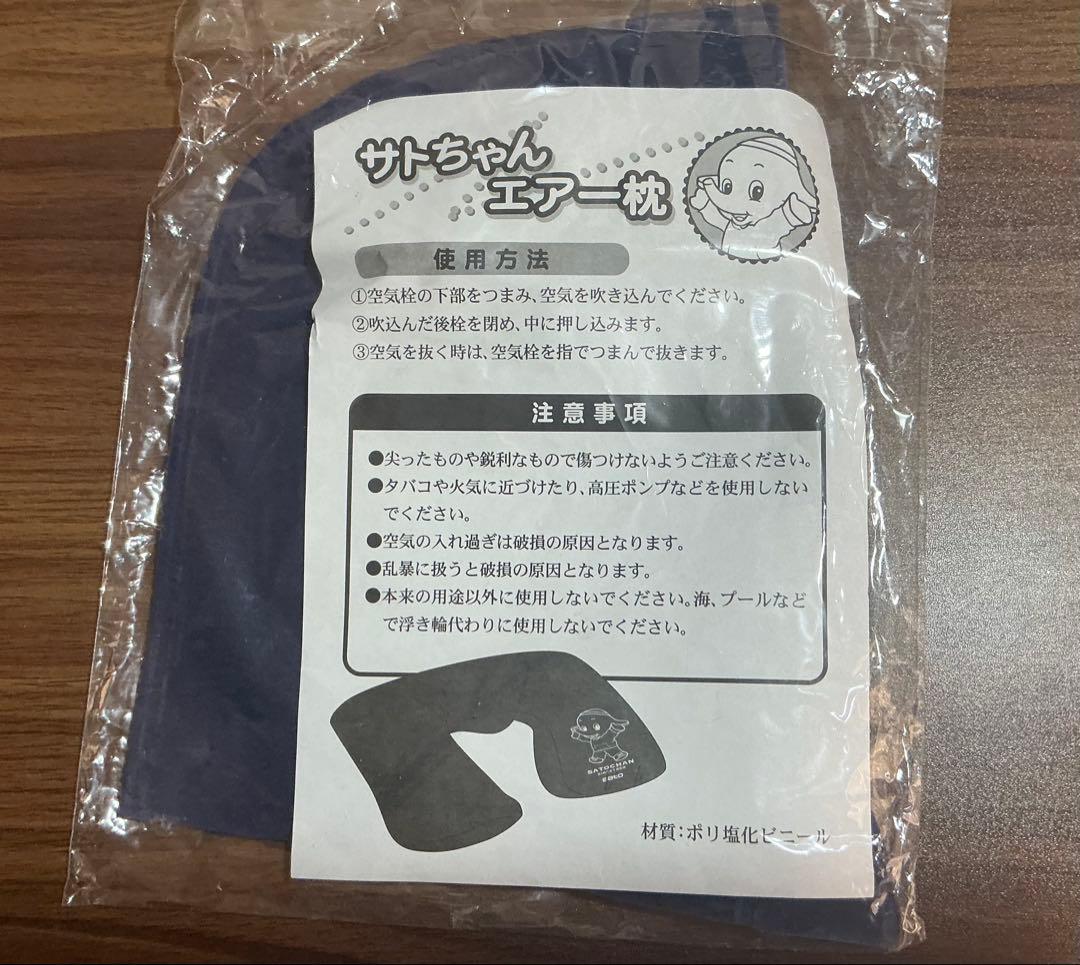 サトちゃん
エアー枕
使用方法
①空気栓の下部をつまみ、空気を吹き込んでください。
②吹込んだ後栓を閉め、中に押し込みます。
③空気を抜く時は、空気栓を指でつまんで抜きます。
注意事項
●尖ったものや鋭利なもので傷つけないようご注意ください。
●タバコや火気に近づけたり、高圧ポンプなどを使用しない
でください。
●空気の入れ過ぎは破損の原因となります。
●乱暴に扱うと破損の原因となります。
●本来の用途以外に使用しないでください。海、プールなど
で浮き輪代わりに使用しないでください。
SATOCHAN
材質：ポリ塩化ビニール